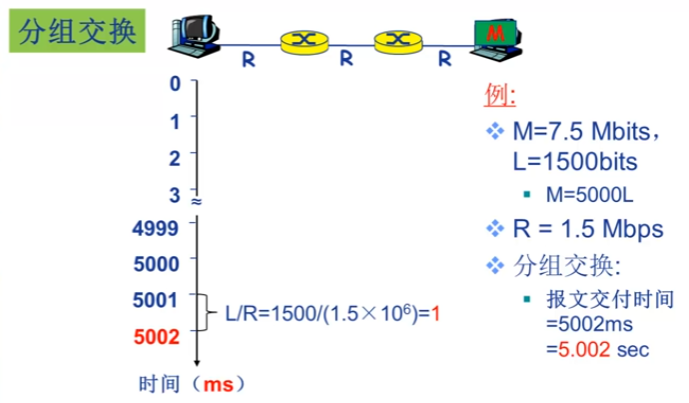 分组交换
M
R
R
R
0
1
2
3
≈
4999
5000
5001
5002
L/R=1500/(1.5×10⁶)=1
时间（ms）
例:
M=7.5 Mbits，
L=1500bits
M=5000L
R = 1.5 Mbps
分组交换:
报文交付时间
=5002ms
=5.002 sec